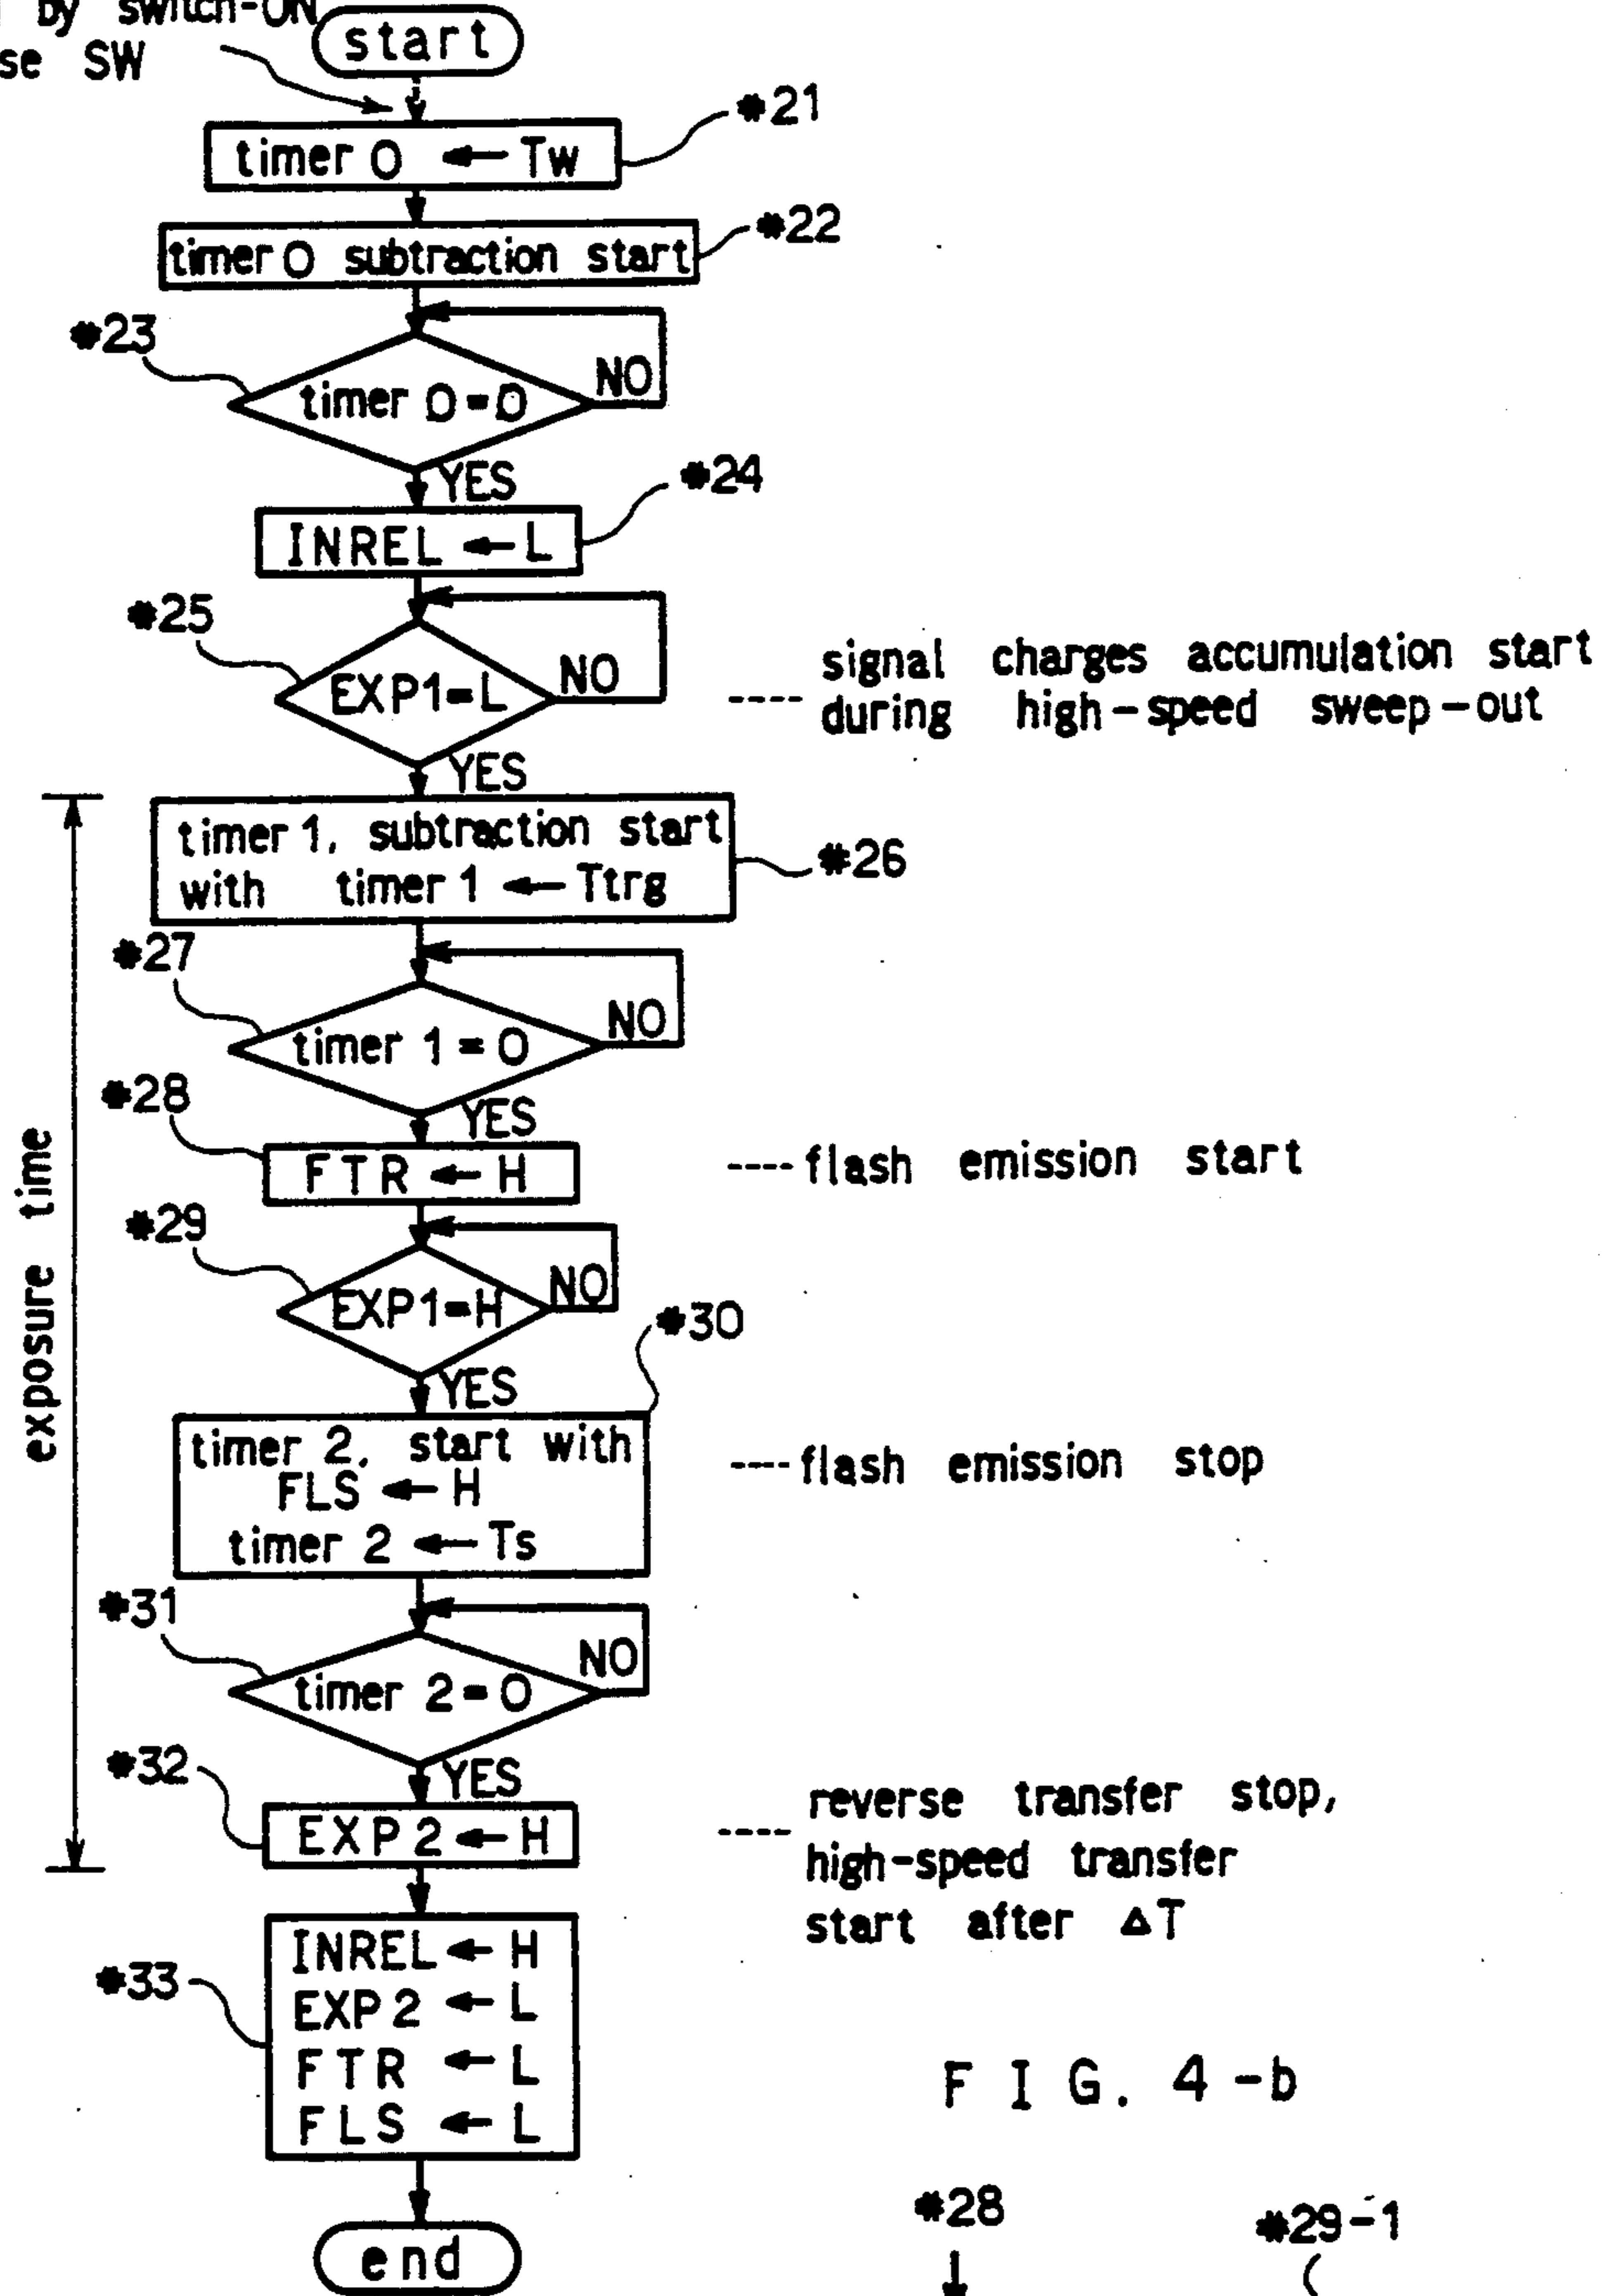 by switch-ON
se SW
start
*21
timer 0 ← Tw
*22
timer 0 subtraction start
*23
timer 0=0
NO
YES
*24
INREL ← L
*25
EXP1=L
NO
signal charges accumulation start
---- during high-speed sweep-out
YES
timer 1, subtraction start
with timer 1 ← Ttrg
*26
*27
timer 1 = 0
NO
YES
*28
FTR ← H
---- flash emission start
*29
EXP1=H
NO
YES
*30
timer 2, start with
FLS ← H
timer 2 ← Ts
---- flash emission stop
exposure time
*31
timer 2=0
NO
YES
*32
EXP2 ← H
reverse transfer stop,
---- high-speed transfer
start after ΔT
*33
INREL ← H
EXP2 ← L
FTR ← L
FLS ← L
FIG. 4-b
end
*28
*29-1